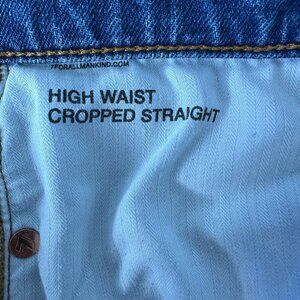 7FORALLMANKIND.COM
HIGH WAIST
CROPPED STRAIGHT